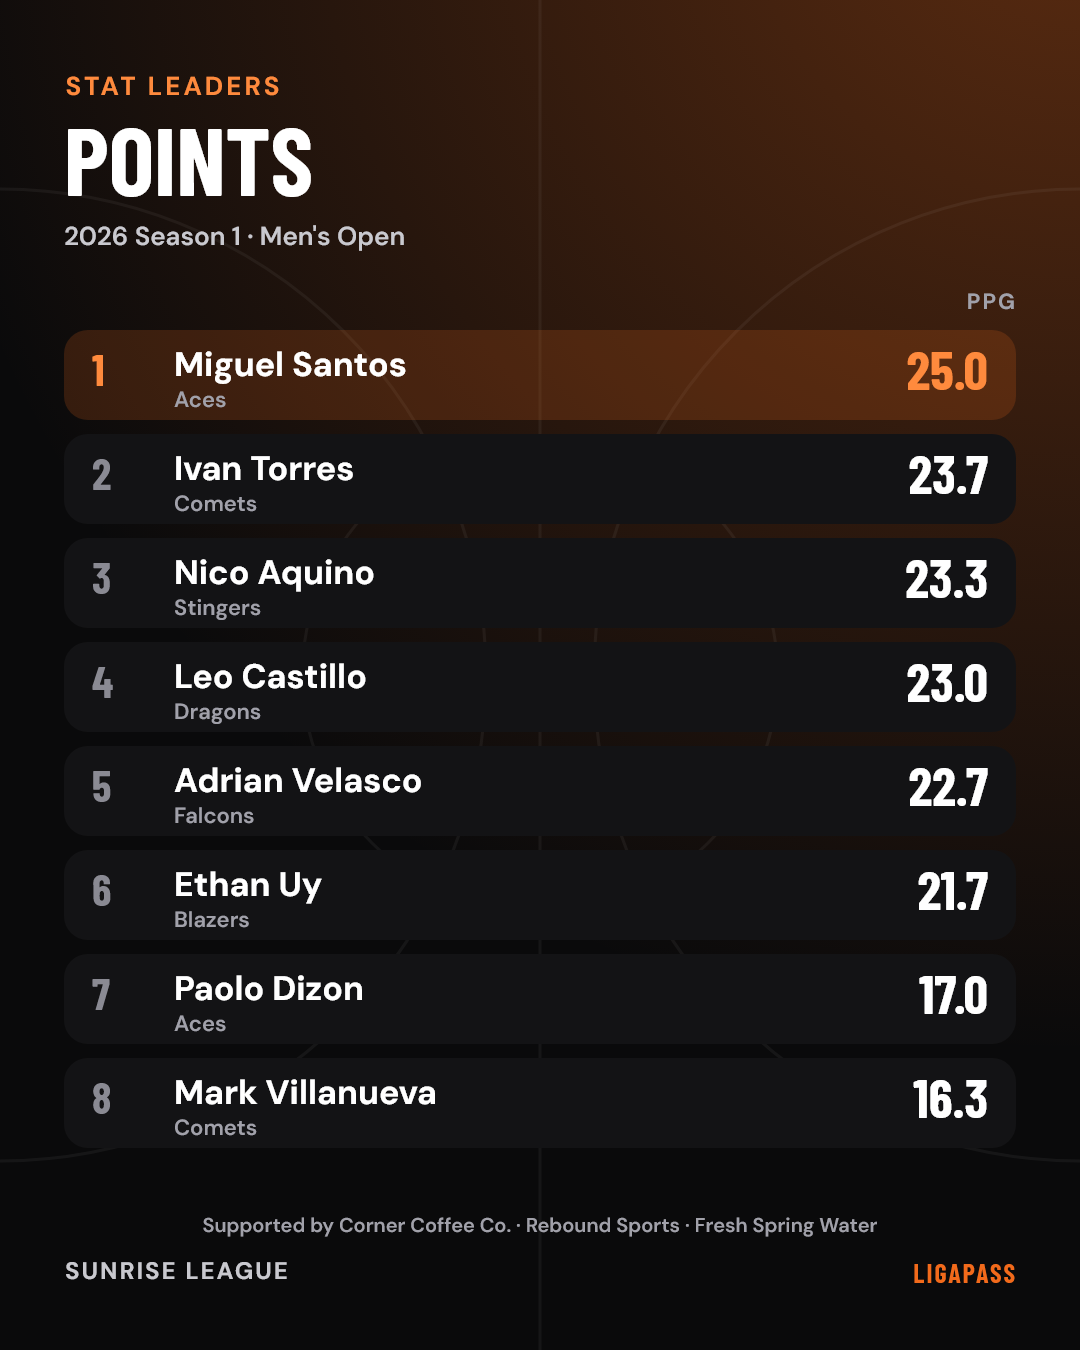 STAT LEADERS
POINTS
2026 Season 1 · Men's Open
PPG
1 Miguel Santos 25.0
Aces
2 Ivan Torres 23.7
Comets
3 Nico Aquino 23.3
Stingers
4 Leo Castillo 23.0
Dragons
5 Adrian Velasco 22.7
Falcons
6 Ethan Uy 21.7
Blazers
7 Paolo Dizon 17.0
Aces
8 Mark Villanueva 16.3
Comets
Supported by Corner Coffee Co. · Rebound Sports · Fresh Spring Water
SUNRISE LEAGUE
LIGAPASS